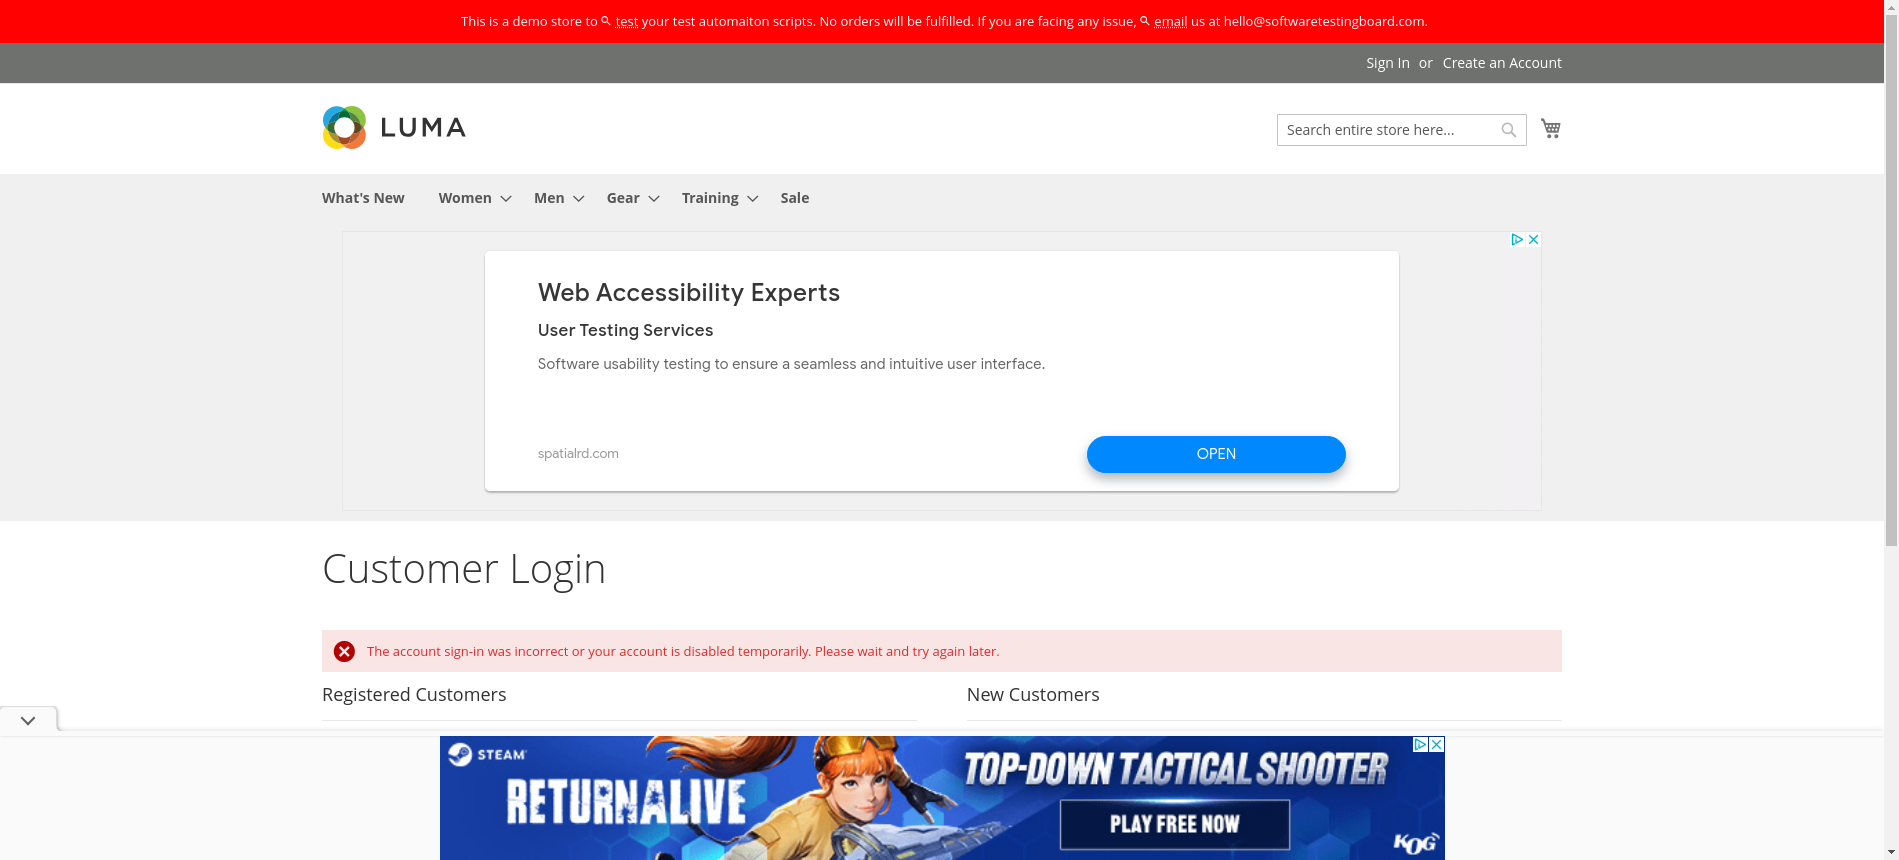 This is a demo store to test your test automaiton scripts. No orders will be fulfilled. If you are facing any issue, email us at hello@softwaretestingboard.com.
Sign In or Create an Account
LUMA
Search entire store here...
What's New Women Men Gear Training Sale
Web Accessibility Experts
User Testing Services
Software usability testing to ensure a seamless and intuitive user interface.
spatialrd.com
OPEN
Customer Login
The account sign-in was incorrect or your account is disabled temporarily. Please wait and try again later.
Registered Customers
New Customers
STEAM
RETURN ALIVE
TOP-DOWN TACTICAL SHOOTER
PLAY FREE NOW
KOG